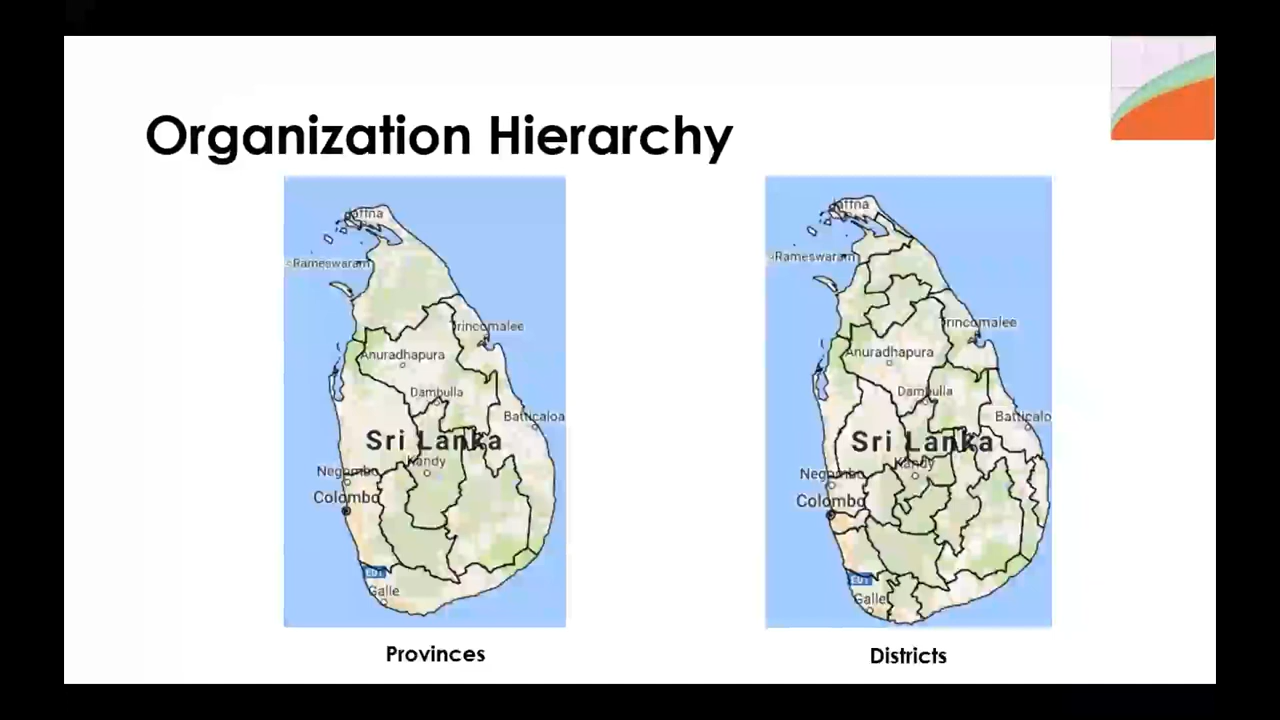 Organization Hierarchy
Jaffna
Rameswaram
Trincomalee
Anuradhapura
Dambulla
Batticaloa
Sri Lanka
Kandy
Negombo
Colombo
E01
Galle
Provinces
Jaffna
Rameswaram
Trincomalee
Anuradhapura
Dambulla
Batticalo
Sri Lanka
Kandy
Negombo
Colombo
E01
Galle
Districts